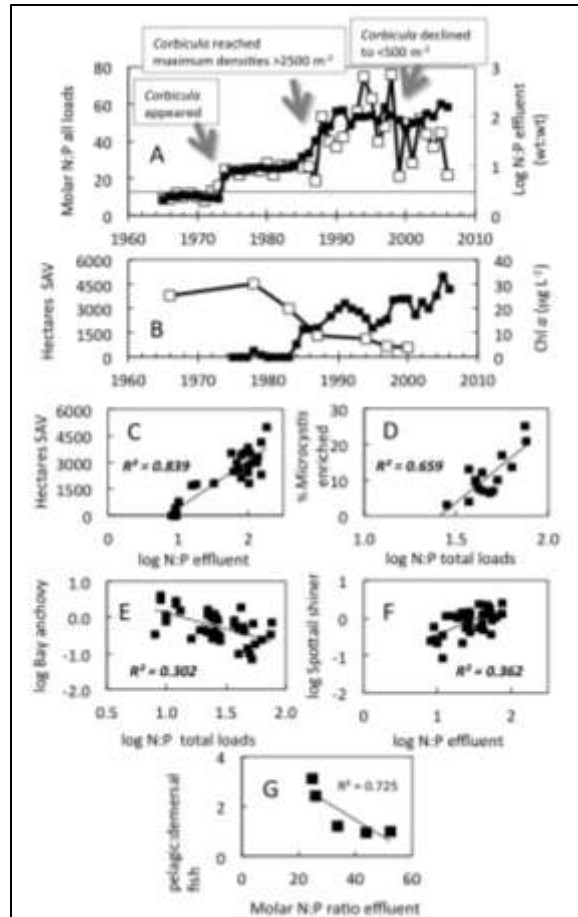 Corbicula reached
maximum densities >2500 m-2
Corbicula declined
to <500 m-2
Corbicula
appeared
Molar N:P all loads
80
60
40
20
0
A
3
2
1
0
Log N:P effluent
(wt:wt)
1960 1970 1980 1990 2000 2010
Hectares SAV
6000
4500
3000
1500
0
B
40
30
20
10
0
Chl a (µg L-1)
1960 1970 1980 1990 2000 2010
Hectares SAV
6000
4500
3000
1500
0
C
R² = 0.839
0 1 2
log N:P effluent
% Microcystis
enriched
30
20
10
0
D
R² = 0.659
1.0 1.5 2.0
log N:P total loads
log Bay anchovy
1.0
0.0
-1.0
-2.0
E
R² = 0.302
0.5 1.0 1.5 2.0
log N:P total loads
log Spottail shiner
1
0
-1
-2
F
R² = 0.362
0 1 2
log N:P effluent
pelagic:demersal
fish
4
2
0
G
R² = 0.725
0 20 40 60
Molar N:P ratio effluent